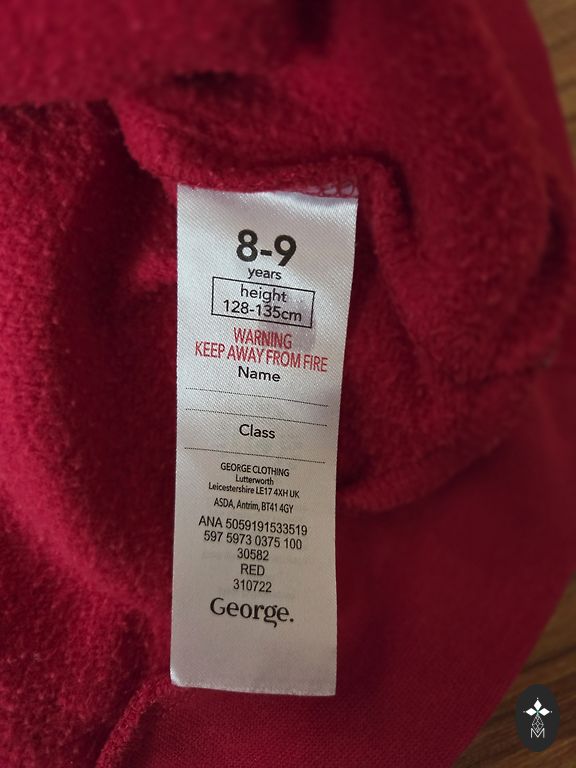 8-9
years
height
128-135cm
WARNING
KEEP AWAY FROM FIRE
Name
Class
GEORGE CLOTHING
Lutterworth
Leicestershire LE17 4XH UK
ASDA, Antrim, BT41 4GY
ANA 5059191533519
597 5973 0375 100
30582
RED
310722
George.
M